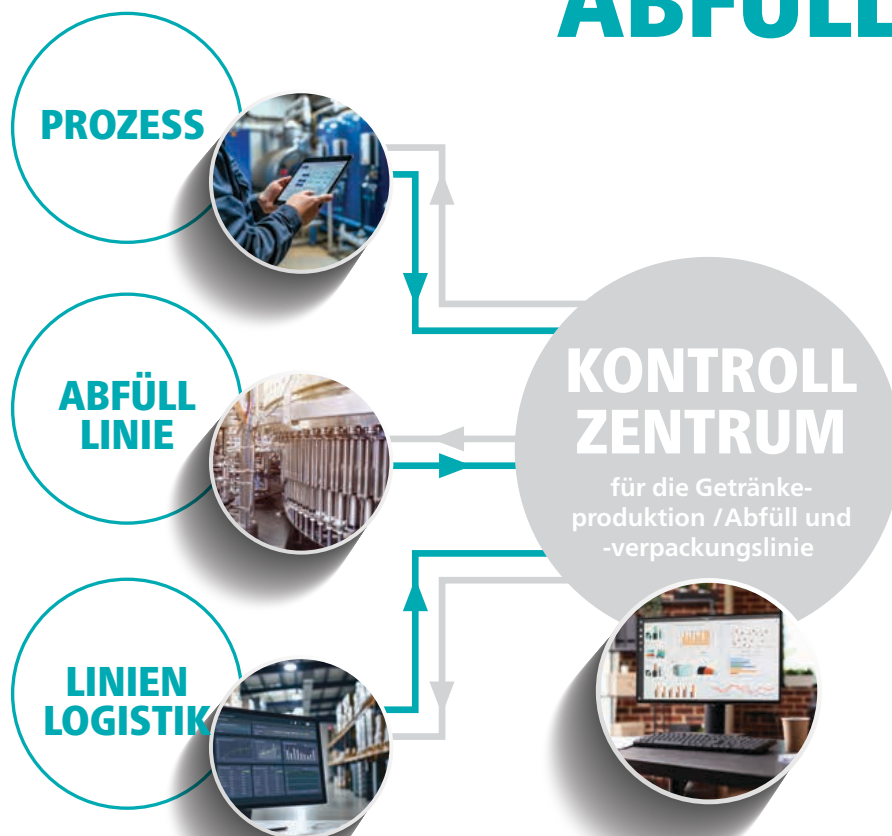 ABFÜLL
PROZESS
ABFÜLL
LINIE
LINIEN
LOGISTIK
KONTROLL
ZENTRUM
für die Getränke-
produktion /Abfüll und
-verpackungslinie